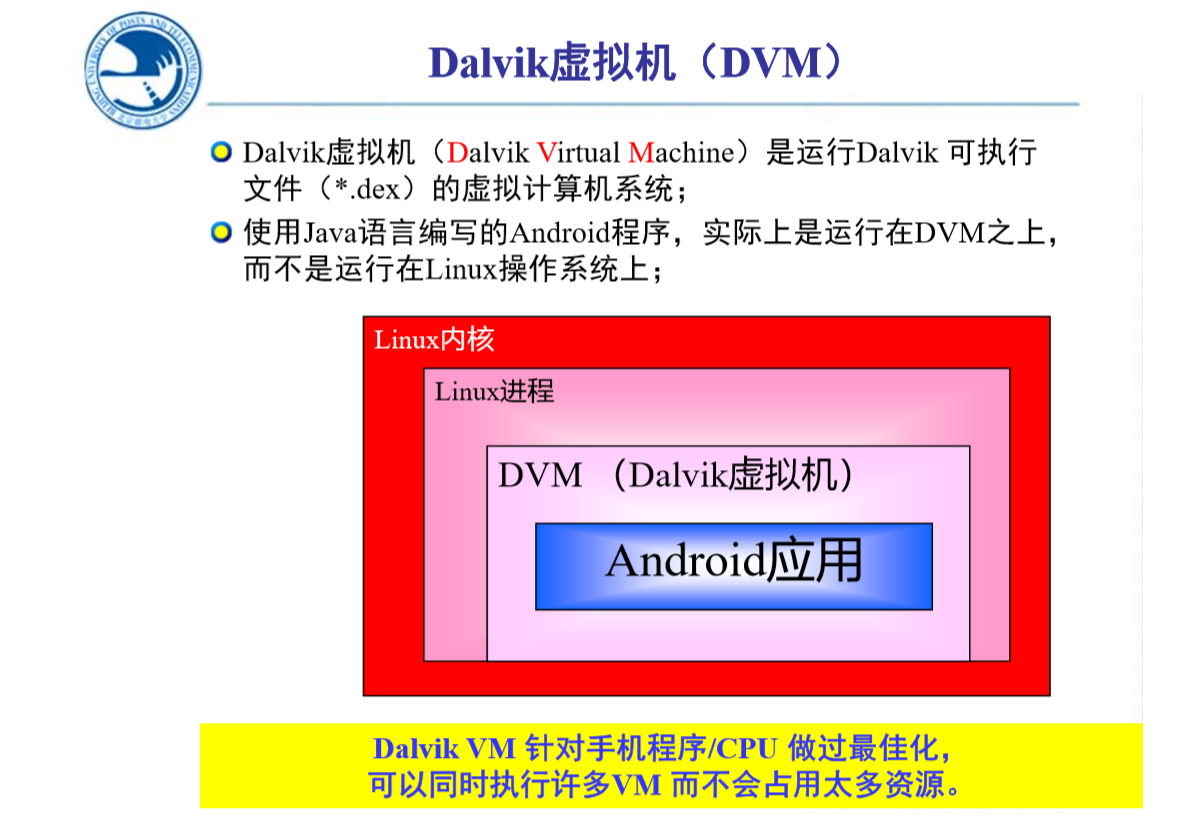 Dalvik虚拟机（DVM）
Dalvik虚拟机（Dalvik Virtual Machine）是运行Dalvik 可执行
文件（*.dex）的虚拟计算机系统；
使用Java语言编写的Android程序，实际上是运行在DVM之上，
而不是运行在Linux操作系统上；
Linux内核
Linux进程
DVM （Dalvik虚拟机）
Android应用
Dalvik VM 针对手机程序/CPU 做过最佳化，
可以同时执行许多VM 而不会占用太多资源。